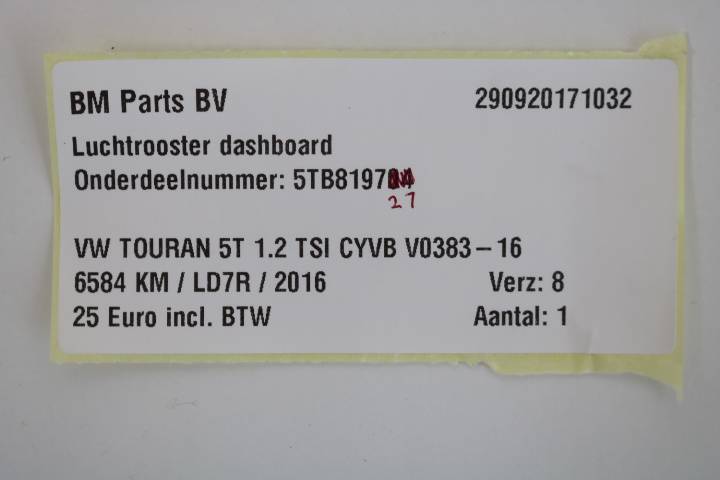 BM Parts BV 290920171032
Luchtrooster dashboard
Onderdeelnummer: 5TB8197
27
VW TOURAN 5T 1.2 TSI CYVB V0383-16
6584 KM / LD7R / 2016 Verz: 8
25 Euro incl. BTW Aantal: 1